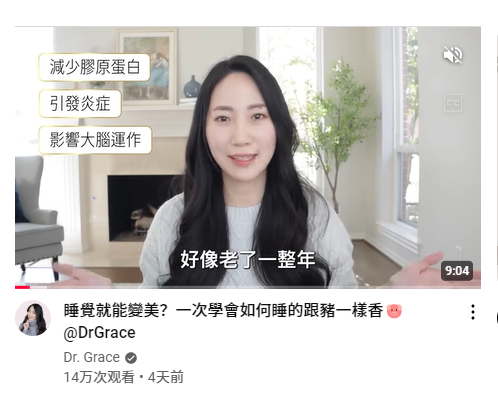 減少膠原蛋白
引發炎症
影響大腦運作
CC
好像老了一整年
9:04
睡覺就能變美？一次學會如何睡的跟豬一樣香🐷
@DrGrace
Dr. Grace
14万次观看・4天前